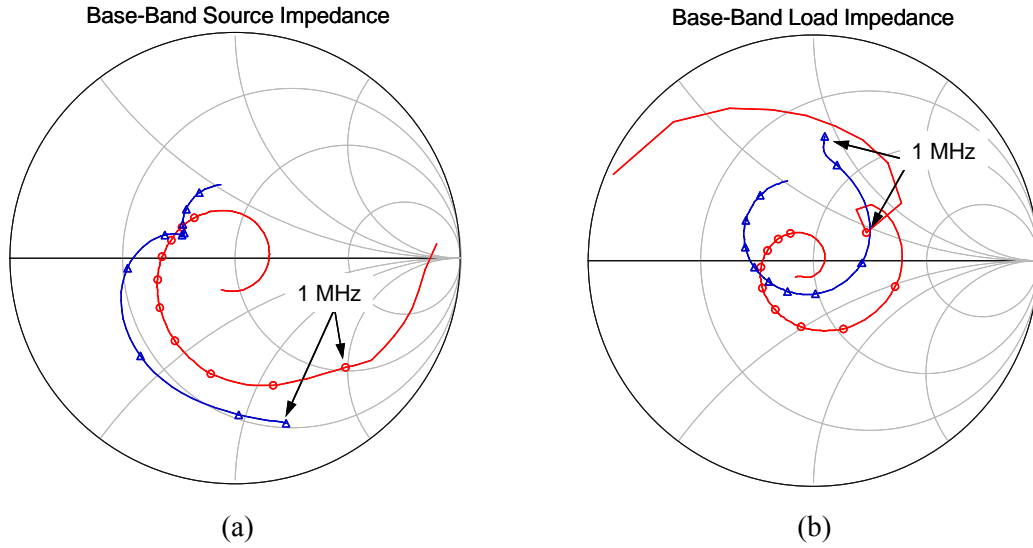 Base-Band Source Impedance
Base-Band Load Impedance
1 MHz
1 MHz
(a)
(b)